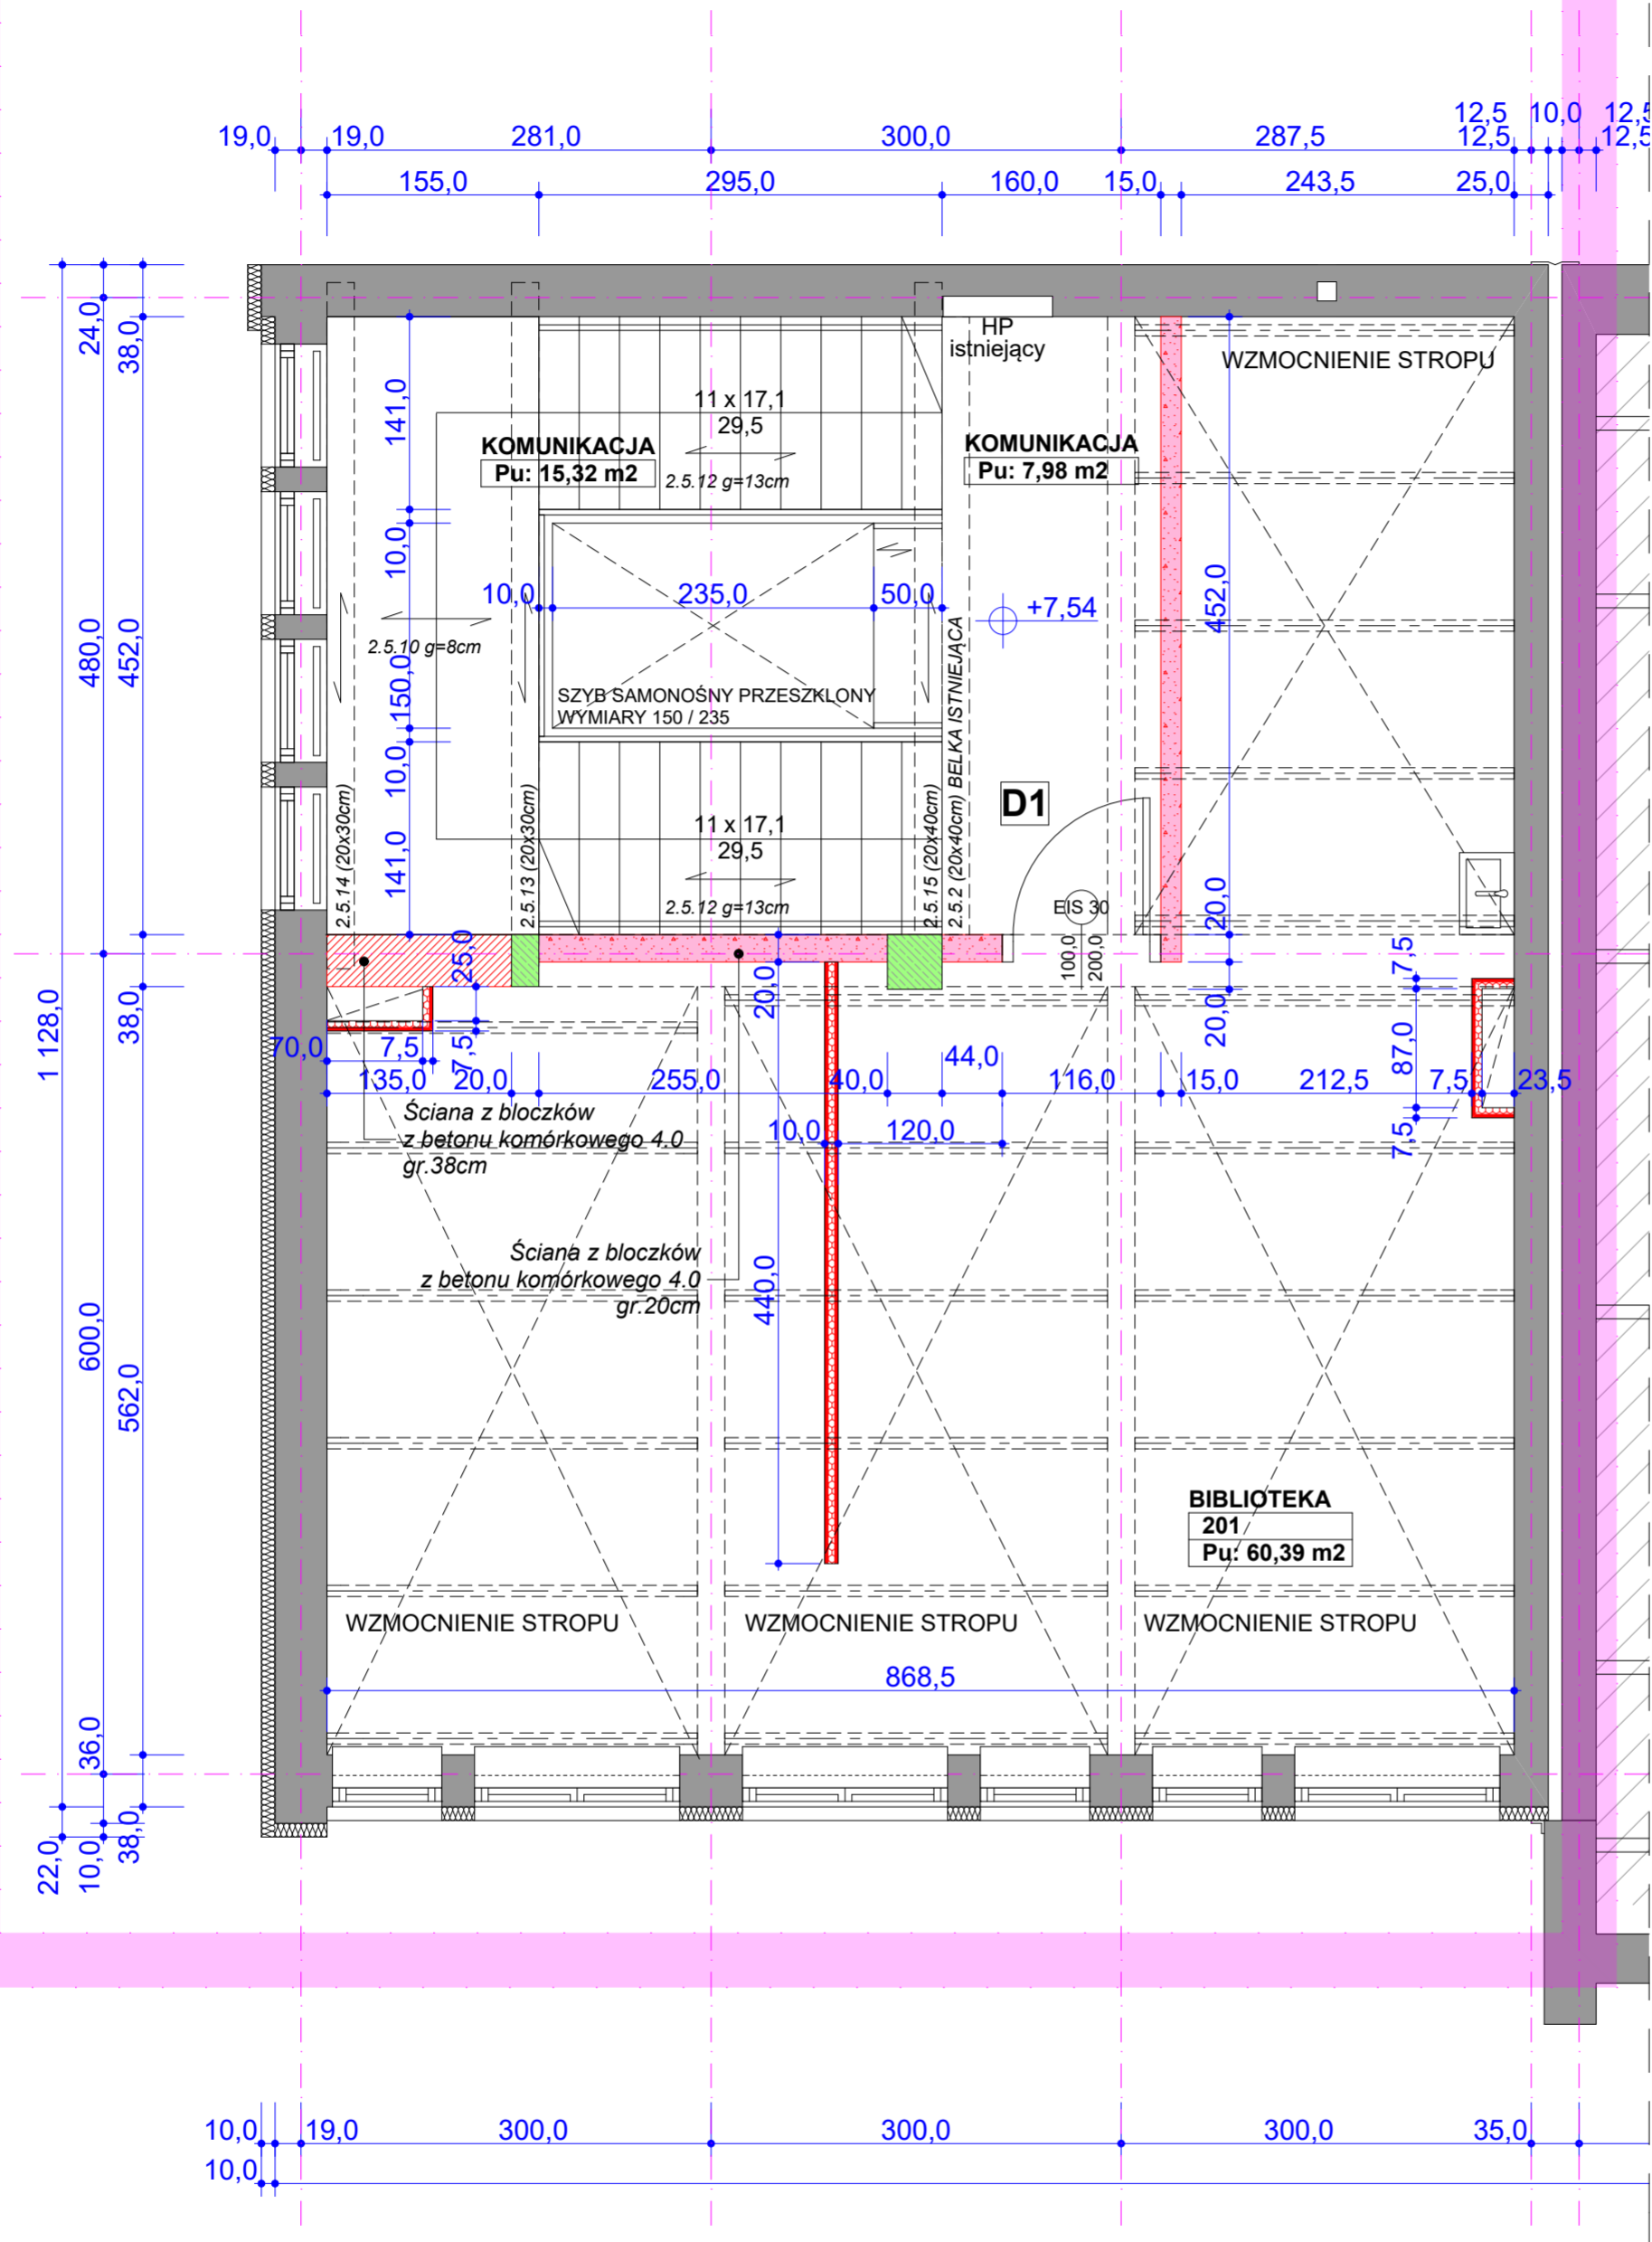 12,5 10,0 12,5
19,0 19,0 281,0 300,0 287,5 12,5 12,5
155,0 295,0 160,0 15,0 243,5 25,0
24,0
38,0
480,0
452,0
1 128,0
38,0
600,0
562,0
36,0
38,0
22,0
10,0
HP
istniejący
WZMOCNIENIE STROPU
141,0
11 x 17,1
29,5
KOMUNIKACJA
Pu: 15,32 m2
2.5.12 g=13cm
KOMUNIKACJA
Pu: 7,98 m2
10,0
10,0 235,0 50,0
+7,54
452,0
2.5.10 g=8cm
150,0
SZYB SAMONOŚNY PRZESZKLONY
WYMIARY 150 / 235
10,0
141,0
2.5.14 (20x30cm)
2.5.13 (20x30cm)
2.5.15 (20x40cm)
2.5.2 (20x40cm) BELKA ISTNIEJĄCA
D1
11 x 17,1
29,5
2.5.12 g=13cm
EIS 30
100,0
200,0
20,0
20,0
25,0
7,5
20,0
7,5
87,0
7,5
70,0 7,5
44,0
135,0 20,0 255,0 40,0 116,0 15,0 212,5 7,5 23,5
10,0 120,0
Ściana z bloczków
z betonu komórkowego 4.0
gr.38cm
Ściana z bloczków
z betonu komórkowego 4.0
gr.20cm
440,0
BIBLIOTEKA
201
Pu: 60,39 m2
WZMOCNIENIE STROPU
WZMOCNIENIE STROPU
WZMOCNIENIE STROPU
868,5
10,0 19,0 300,0 300,0 300,0 35,0
10,0